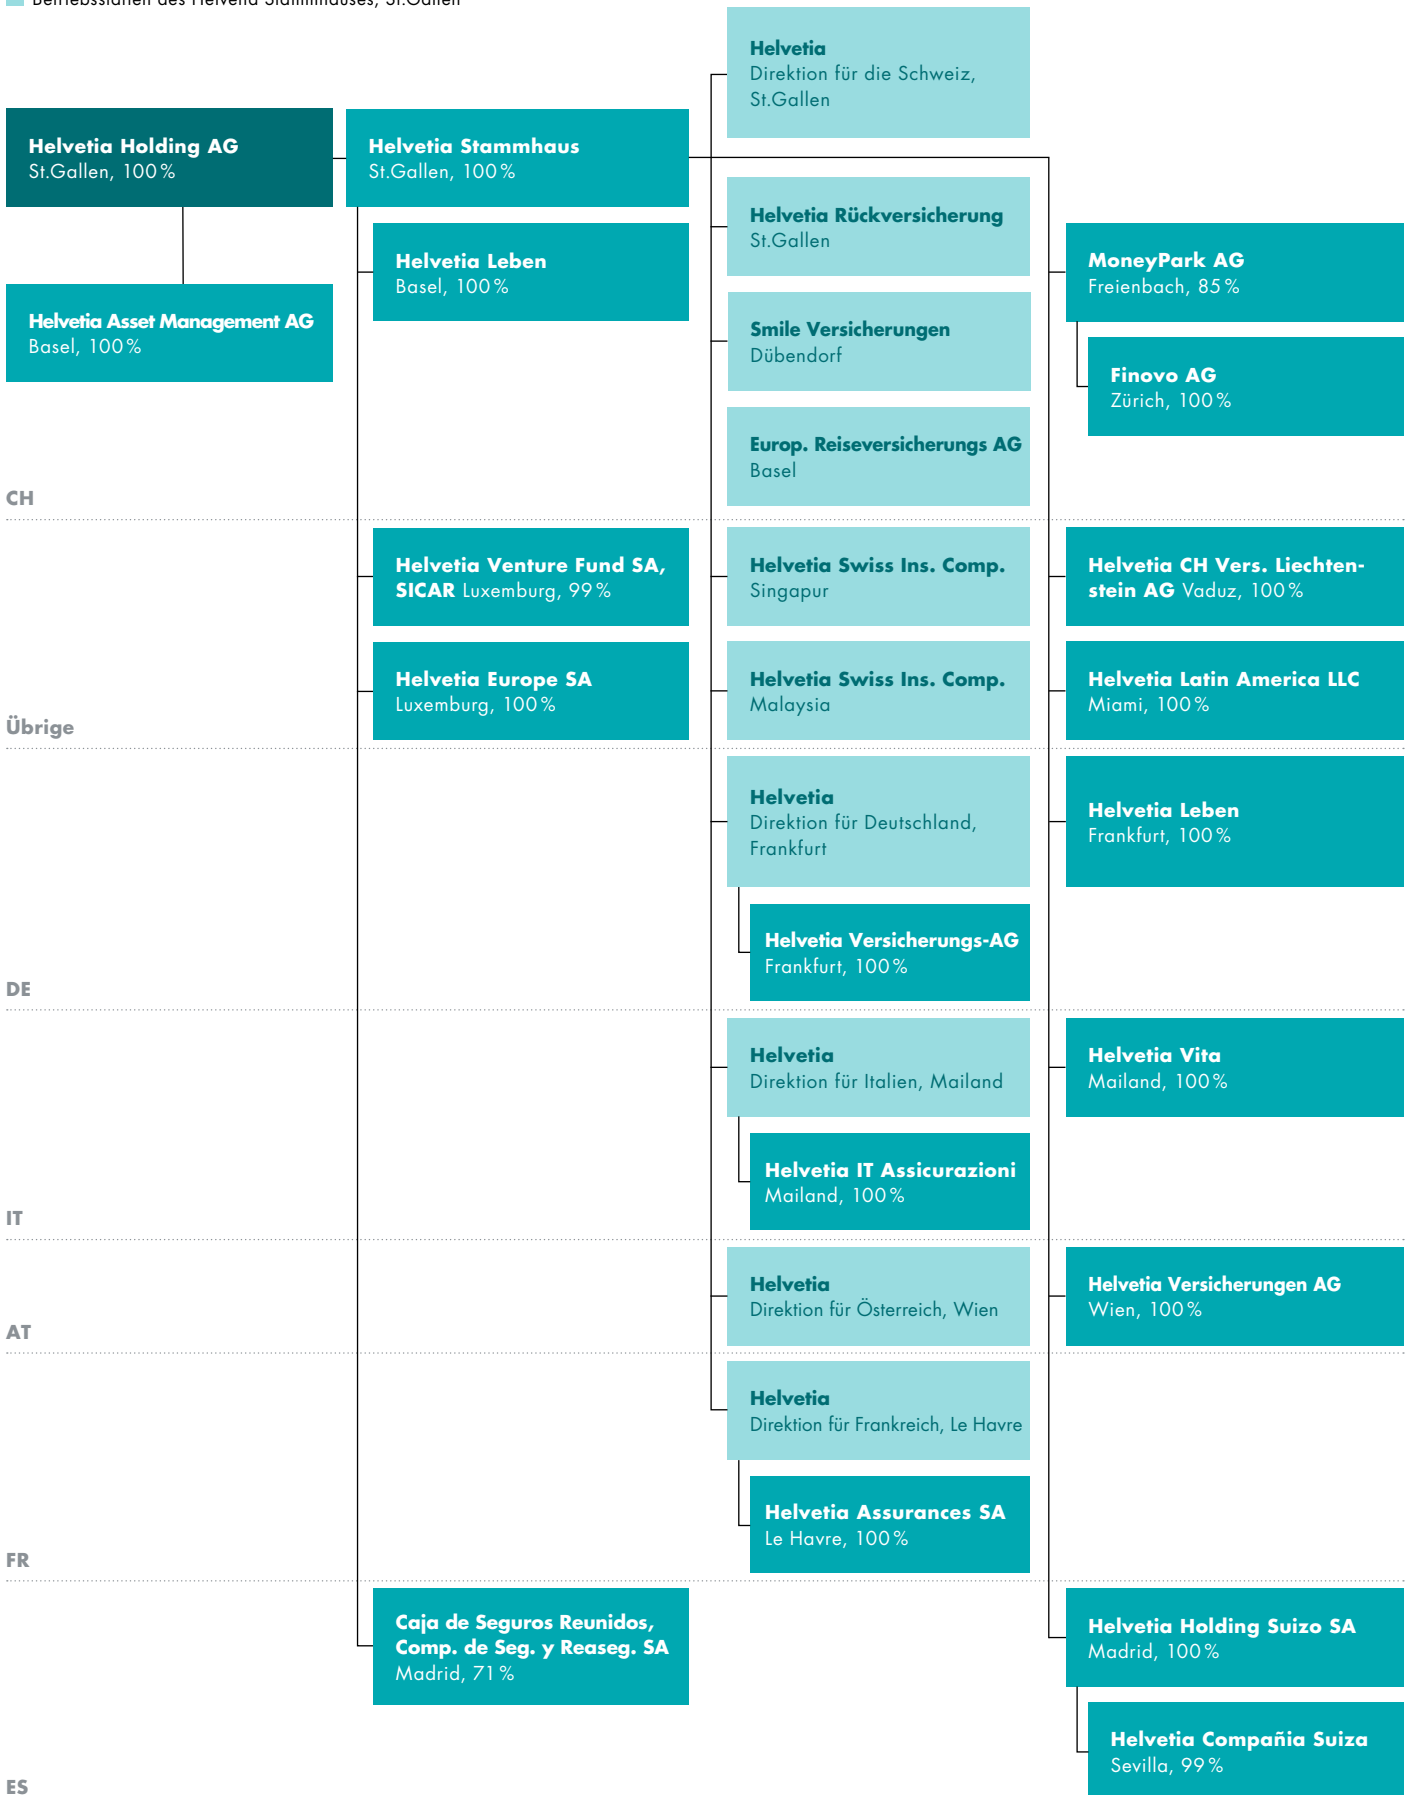 Betriebsstätten des Helvetia Stammhauses, St.Gallen
Helvetia
Direktion für die Schweiz,
St.Gallen
Helvetia Holding AG
St.Gallen, 100 %
Helvetia Stammhaus
St.Gallen, 100 %
Helvetia Rückversicherung
St.Gallen
Helvetia Leben
Basel, 100 %
MoneyPark AG
Freienbach, 85 %
Helvetia Asset Management AG
Basel, 100 %
Smile Versicherungen
Dübendorf
Finovo AG
Zürich, 100 %
Europ. Reiseversicherungs AG
Basel
CH
Helvetia Venture Fund SA,
SICAR Luxemburg, 99 %
Helvetia Swiss Ins. Comp.
Singapur
Helvetia CH Vers. Liechten-
stein AG Vaduz, 100 %
Helvetia Europe SA
Luxemburg, 100 %
Helvetia Swiss Ins. Comp.
Malaysia
Helvetia Latin America LLC
Miami, 100 %
Übrige
Helvetia
Direktion für Deutschland,
Frankfurt
Helvetia Leben
Frankfurt, 100 %
Helvetia Versicherungs-AG
Frankfurt, 100 %
DE
Helvetia
Direktion für Italien, Mailand
Helvetia Vita
Mailand, 100 %
Helvetia IT Assicurazioni
Mailand, 100 %
IT
Helvetia
Direktion für Österreich, Wien
Helvetia Versicherungen AG
Wien, 100 %
AT
Helvetia
Direktion für Frankreich, Le Havre
Helvetia Assurances SA
Le Havre, 100 %
FR
Caja de Seguros Reunidos,
Comp. de Seg. y Reaseg. SA
Madrid, 71 %
Helvetia Holding Suizo SA
Madrid, 100 %
Helvetia Compañia Suiza
Sevilla, 99 %
ES